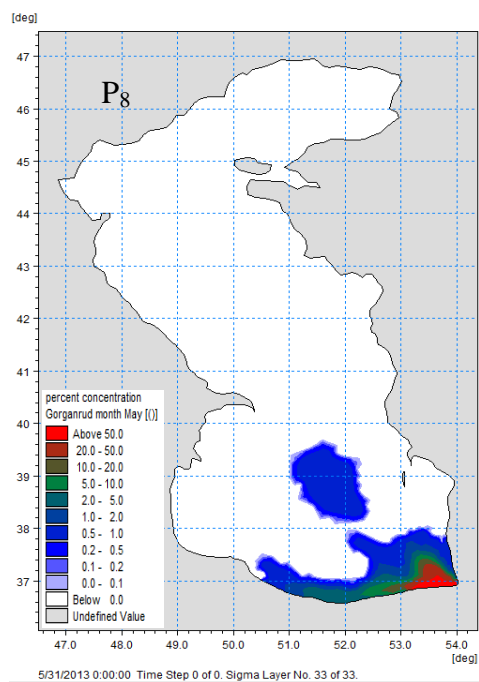 [deg]
47
P8
46
45
44
43
42
41
40
39
38
37
percent concentration
Gorganrud month May [()]
Above 50.0
20.0 - 50.0
10.0 - 20.0
5.0 - 10.0
2.0 - 5.0
1.0 - 2.0
0.5 - 1.0
0.2 - 0.5
0.1 - 0.2
0.0 - 0.1
Below 0.0
Undefined Value
47.0 48.0 49.0 50.0 51.0 52.0 53.0 54.0
[deg]
5/31/2013 0:00:00 Time Step 0 of 0. Sigma Layer No. 33 of 33.